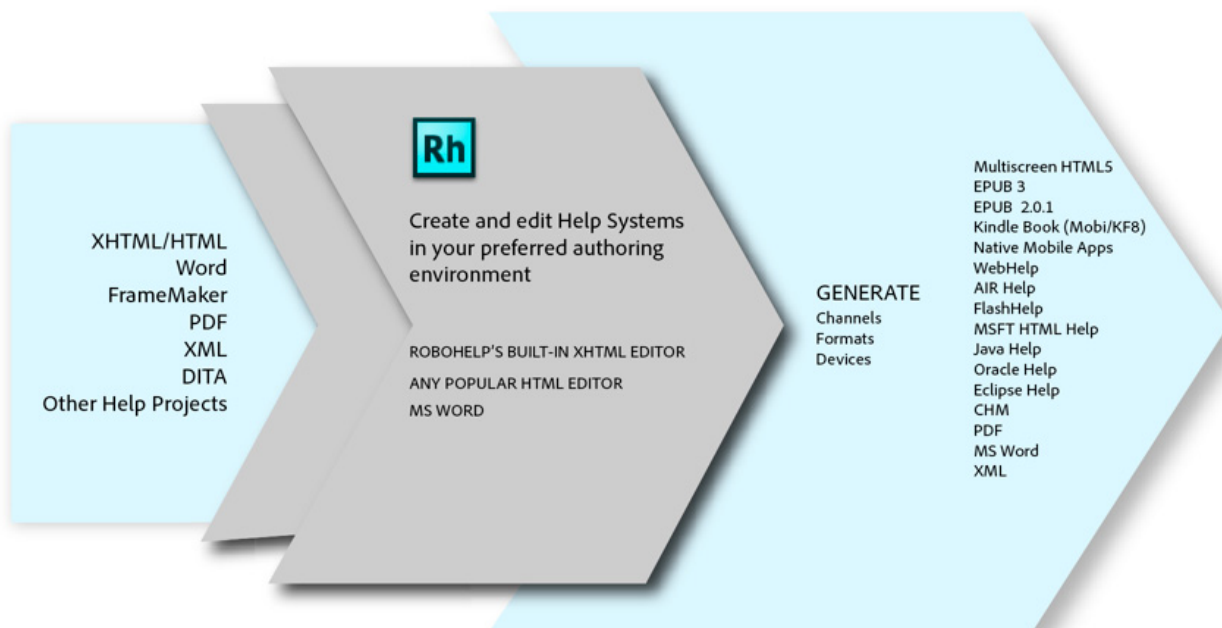 XHTML/HTML
Word
FrameMaker
PDF
XML
DITA
Other Help Projects
Rh
Create and edit Help Systems
in your preferred authoring
environment
ROBOHELP'S BUILT-IN XHTML EDITOR
ANY POPULAR HTML EDITOR
MS WORD
GENERATE
Channels
Formats
Devices
Multiscreen HTML5
EPUB 3
EPUB 2.0.1
Kindle Book (Mobi/KF8)
Native Mobile Apps
WebHelp
AIR Help
FlashHelp
MSFT HTML Help
Java Help
Oracle Help
Eclipse Help
CHM
PDF
MS Word
XML